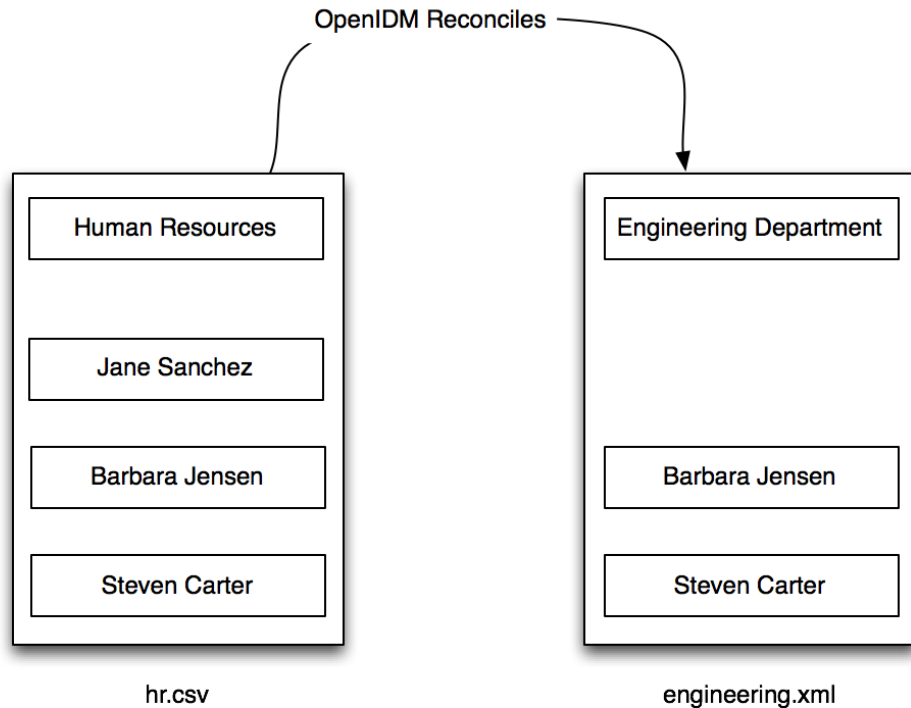 OpenIDM Reconciles
Human Resources
Jane Sanchez
Barbara Jensen
Steven Carter
hr.csv
Engineering Department
Barbara Jensen
Steven Carter
engineering.xml